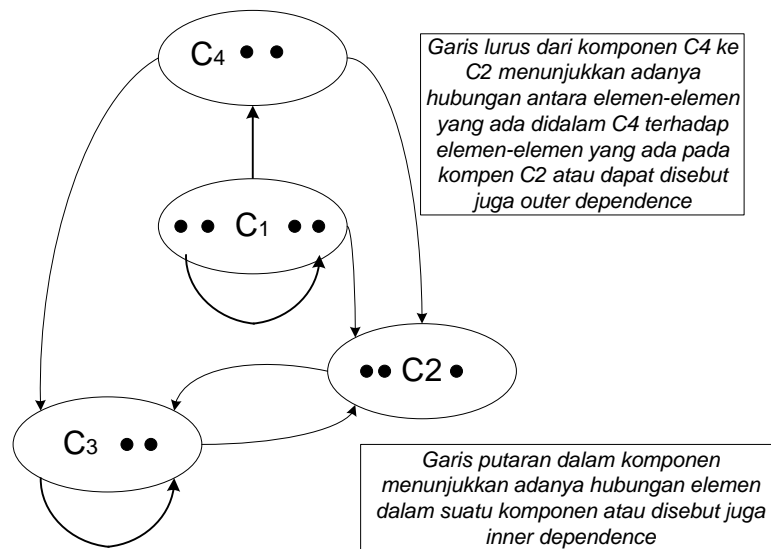 C4
Garis lurus dari komponen C4 ke
C2 menunjukkan adanya
hubungan antara elemen-elemen
yang ada didalam C4 terhadap
elemen-elemen yang ada pada
kompen C2 atau dapat disebut
juga outer dependence
C1
C2
C3
Garis putaran dalam komponen
menunjukkan adanya hubungan elemen
dalam suatu komponen atau disebut juga
inner dependence